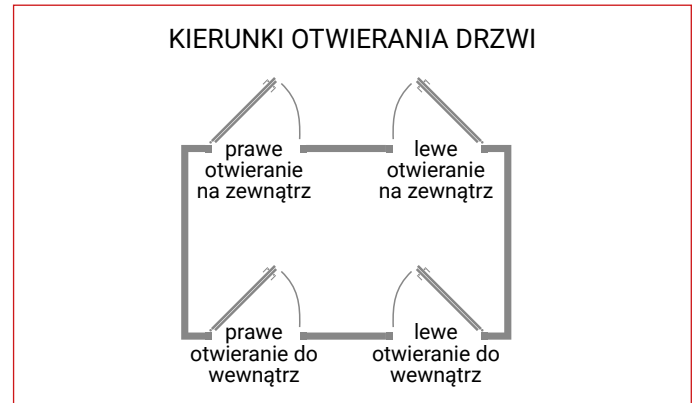 KIERUNKI OTWIERANIA DRZWI
prawe
otwieranie
na zewnątrz
lewe
otwieranie
na zewnątrz
prawe
otwieranie do
wewnątrz
lewe
otwieranie do
wewnątrz